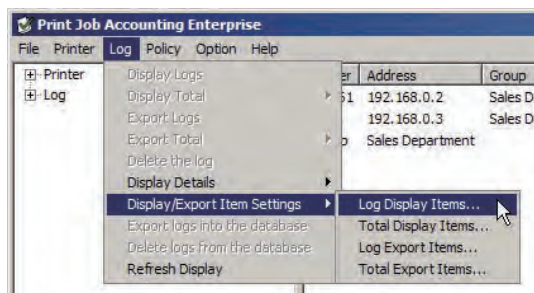 Print Job Accounting Enterprise
File Printer Log Policy Option Help
Printer
Log
er Address Group
51 192.168.0.2 Sales D
192.168.0.3 Sales D
Sales Department
Display Logs
Display Total
Export Logs
Export Total
Delete the log
Display Details
Display/Export Item Settings
Export logs into the database
Delete logs from the database
Refresh Display
Log Display Items...
Total Display Items...
Log Export Items...
Total Export Items...